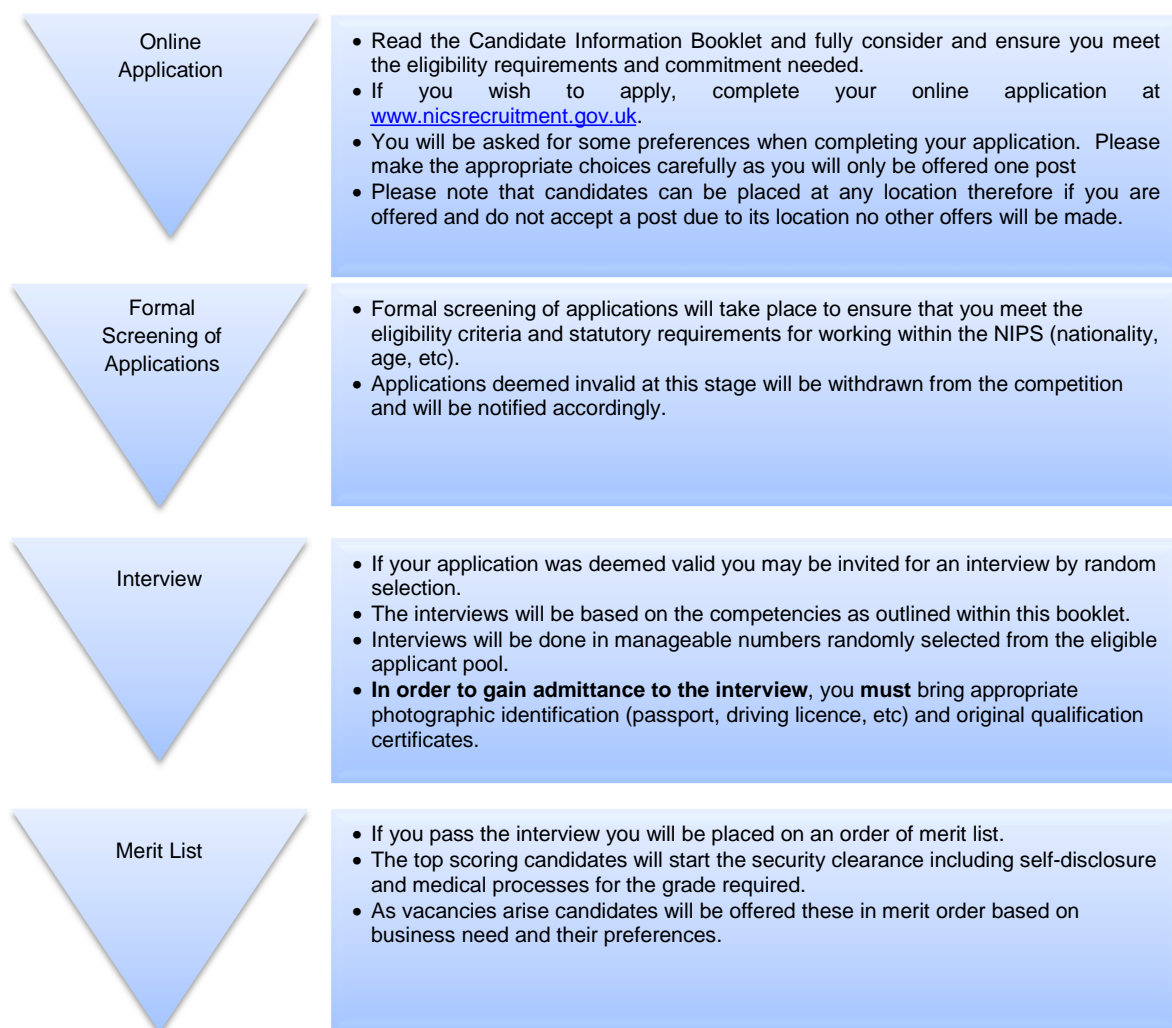 Online
Application
• Read the Candidate Information Booklet and fully consider and ensure you meet
the eligibility requirements and commitment needed.
• If you wish to apply, complete your online application at
www.nicsrecruitment.gov.uk.
• You will be asked for some preferences when completing your application.  Please
make the appropriate choices carefully as you will only be offered one post
• Please note that candidates can be placed at any location therefore if you are
offered and do not accept a post due to its location no other offers will be made.
Formal
Screening of
Applications
• Formal screening of applications will take place to ensure that you meet the
eligibility criteria and statutory requirements for working within the NIPS (nationality,
age, etc).
• Applications deemed invalid at this stage will be withdrawn from the competition
and will be notified accordingly.
Interview
• If your application was deemed valid you may be invited for an interview by random
selection.
• The interviews will be based on the competencies as outlined within this booklet.
• Interviews will be done in manageable numbers randomly selected from the eligible
applicant pool.
• In order to gain admittance to the interview, you must bring appropriate
photographic identification (passport, driving licence, etc) and original qualification
certificates.
Merit List
• If you pass the interview you will be placed on an order of merit list.
• The top scoring candidates will start the security clearance including self-disclosure
and medical processes for the grade required.
• As vacancies arise candidates will be offered these in merit order based on
business need and their preferences.